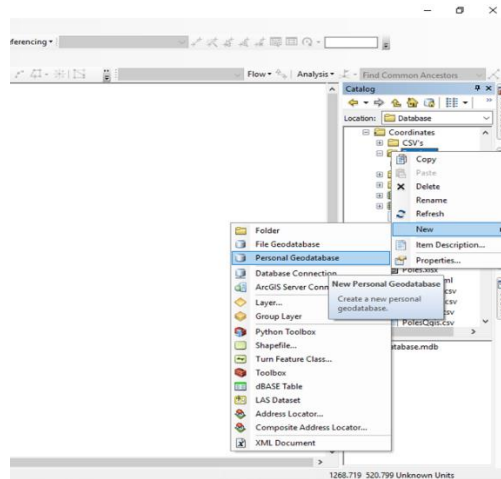 ferencing
Flow Analysis Find Common Ancestors
Catalog
Location: Database
Coordinates
CSV's
Copy
Paste
Delete
Rename
Refresh
New
Item Description...
Properties...
Folder
File Geodatabase
Personal Geodatabase
Database Connection
ArcGIS Server Conn
Layer...
Group Layer
Python Toolbox
Shapefile...
Turn Feature Class...
Toolbox
dBASE Table
LAS Dataset
Address Locator...
Composite Address Locator...
XML Document
New Personal Geodatabase
Create a new personal
geodatabase.
Poles.xlsx
ml
csv
csv
PolesQgis.csv
tabase.mdb
1268.719 520.799 Unknown Units